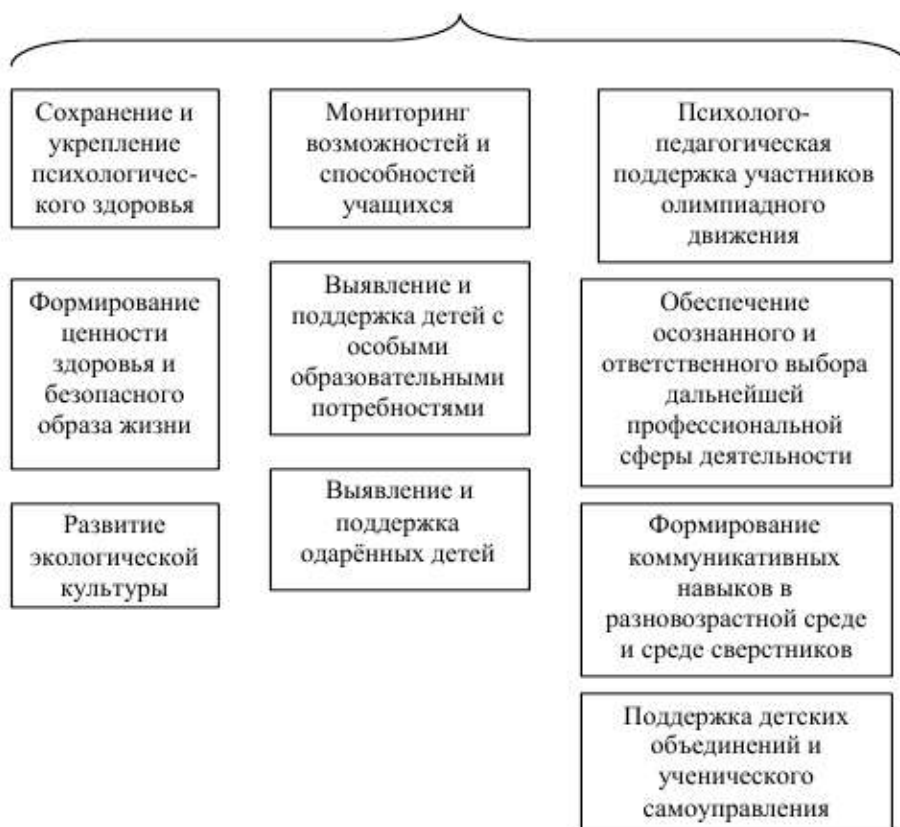 Сохранение и
укрепление
психологичес-
кого здоровья
Формирование
ценности
здоровья и
безопасного
образа жизни
Развитие
экологической
культуры
Мониторинг
возможностей и
способностей
учащихся
Выявление и
поддержка детей с
особыми
образовательными
потребностями
Выявление и
поддержка
одарённых детей
Психолого-
педагогическая
поддержка участников
олимпиадного
движения
Обеспечение
осознанного и
ответственного выбора
дальнейшей
профессиональной
сферы деятельности
Формирование
коммуникативных
навыков в
разновозрастной среде
и среде сверстников
Поддержка детских
объединений и
ученического
самоуправления